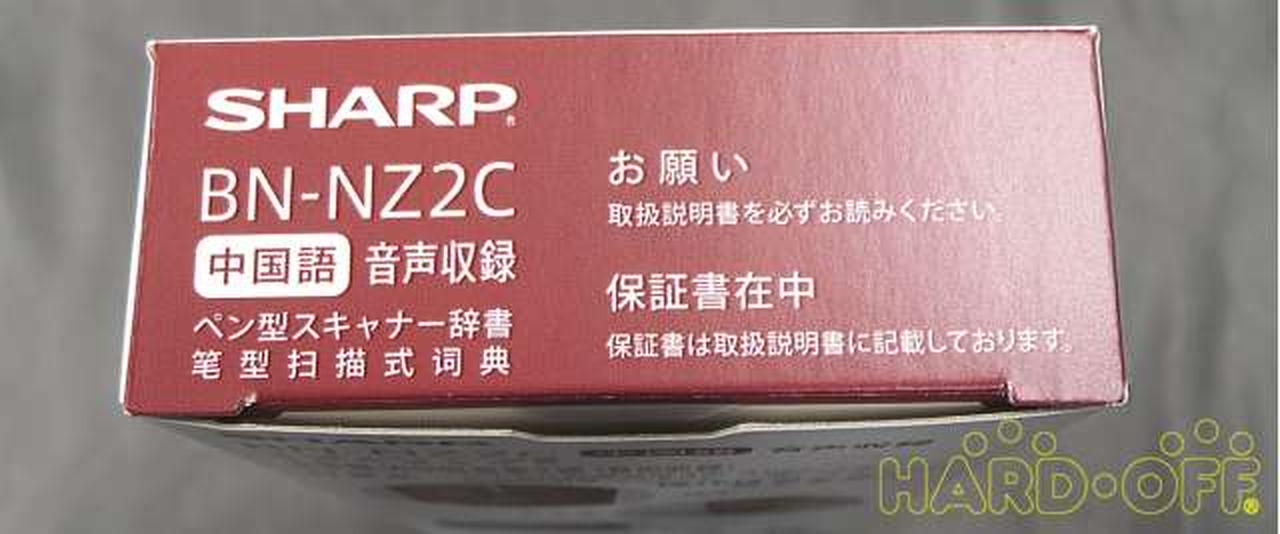 SHARP®
BN-NZ2C
中国語 音声収録
ペン型スキャナー辞書
笔型扫描式词典
お願い
取扱説明書を必ずお読みください。
保証書在中
保証書は取扱説明書に記載しております。
HARD・OFF®